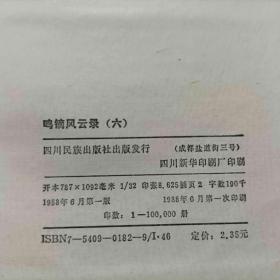 鸣镝风云录（六）
四川民族出版社出版发行 （成都盐道街三号）
四川新华印刷厂印刷
开本787×1092毫米 1/32 印张8.625插页2 字数190千
1988年6月第一版 1988年6月第一次印刷
印数：1—100,000 册
ISBN7-5409-0182-9/I·46 定价：2.35元